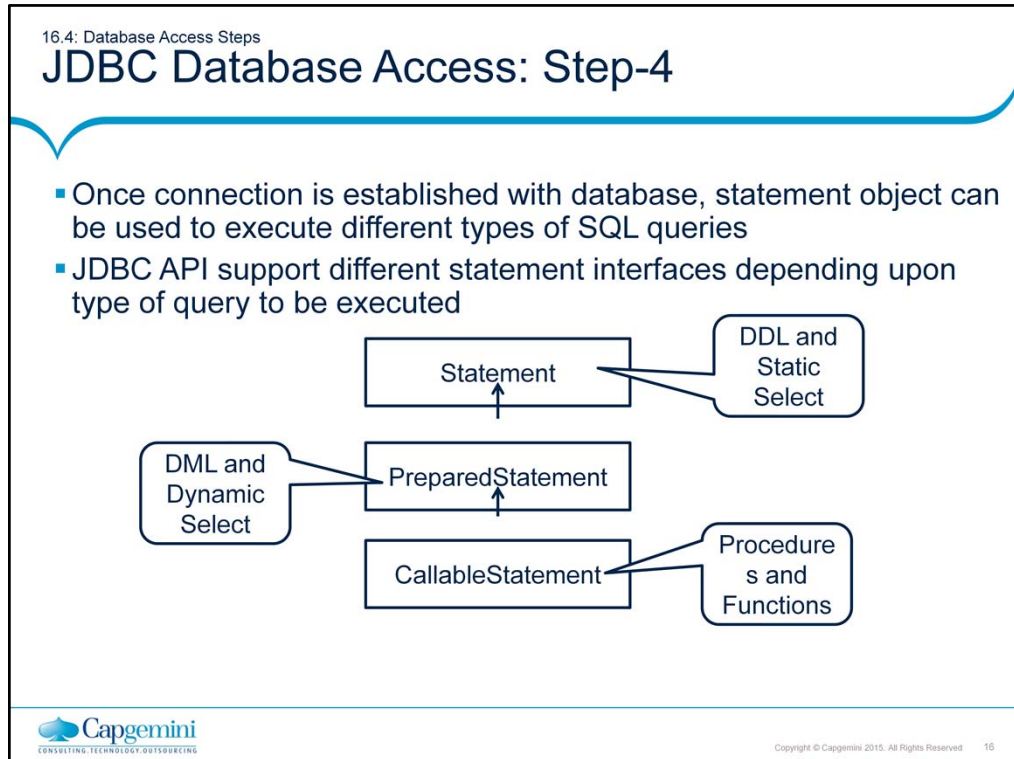 16.4: Database Access Steps
JDBC Database Access: Step-4
▪ Once connection is established with database, statement object can
be used to execute different types of SQL queries
▪ JDBC API support different statement interfaces depending upon
type of query to be executed
Statement
DDL and
Static
Select
DML and
Dynamic
Select
PreparedStatement
CallableStatement
Procedure
s and
Functions
Capgemini
CONSULTING.TECHNOLOGY.OUTSOURCING
Copyright © Capgemini 2015. All Rights Reserved 16